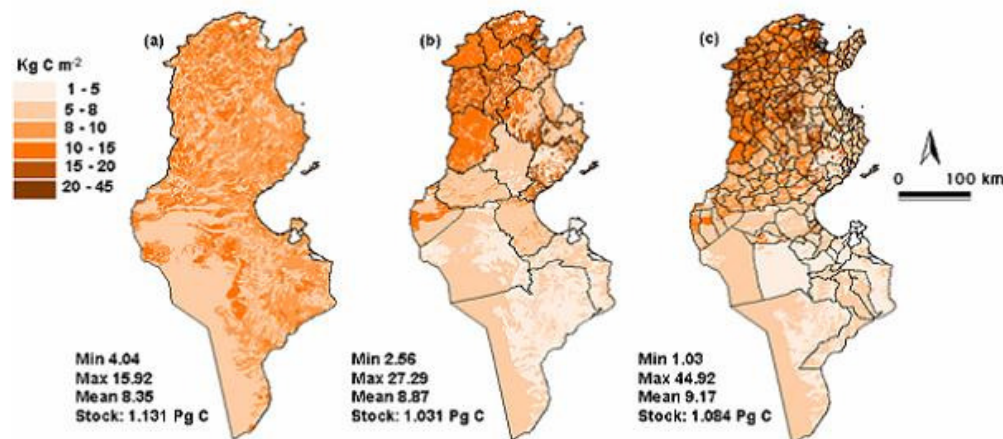 (a)
(b)
(c)
Kg C m-2
1 - 5
5 - 8
8 - 10
10 - 15
15 - 20
20 - 45
0 100 km
Min 4.04
Max 15.92
Mean 8.35
Stock: 1.131 Pg C
Min 2.56
Max 27.29
Mean 8.87
Stock: 1.031 Pg C
Min 1.03
Max 44.92
Mean 9.17
Stock: 1.084 Pg C